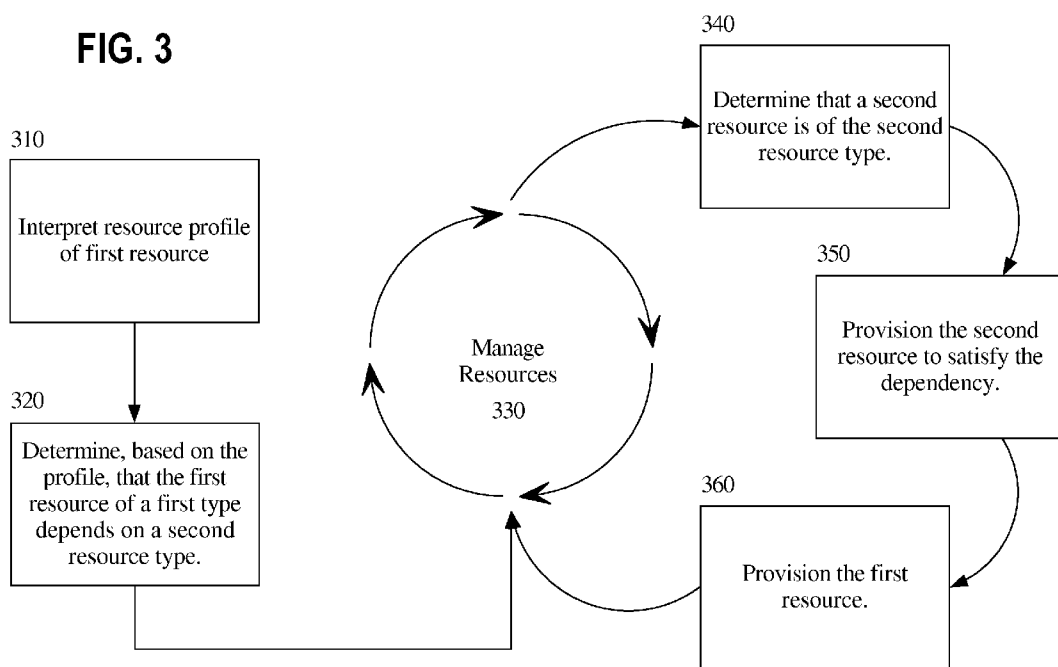 FIG. 3
310
Interpret resource profile
of first resource
320
Determine, based on the
profile, that the first
resource of a first type
depends on a second
resource type.
Manage
Resources
330
340
Determine that a second
resource is of the second
resource type.
350
Provision the second
resource to satisfy the
dependency.
360
Provision the first
resource.